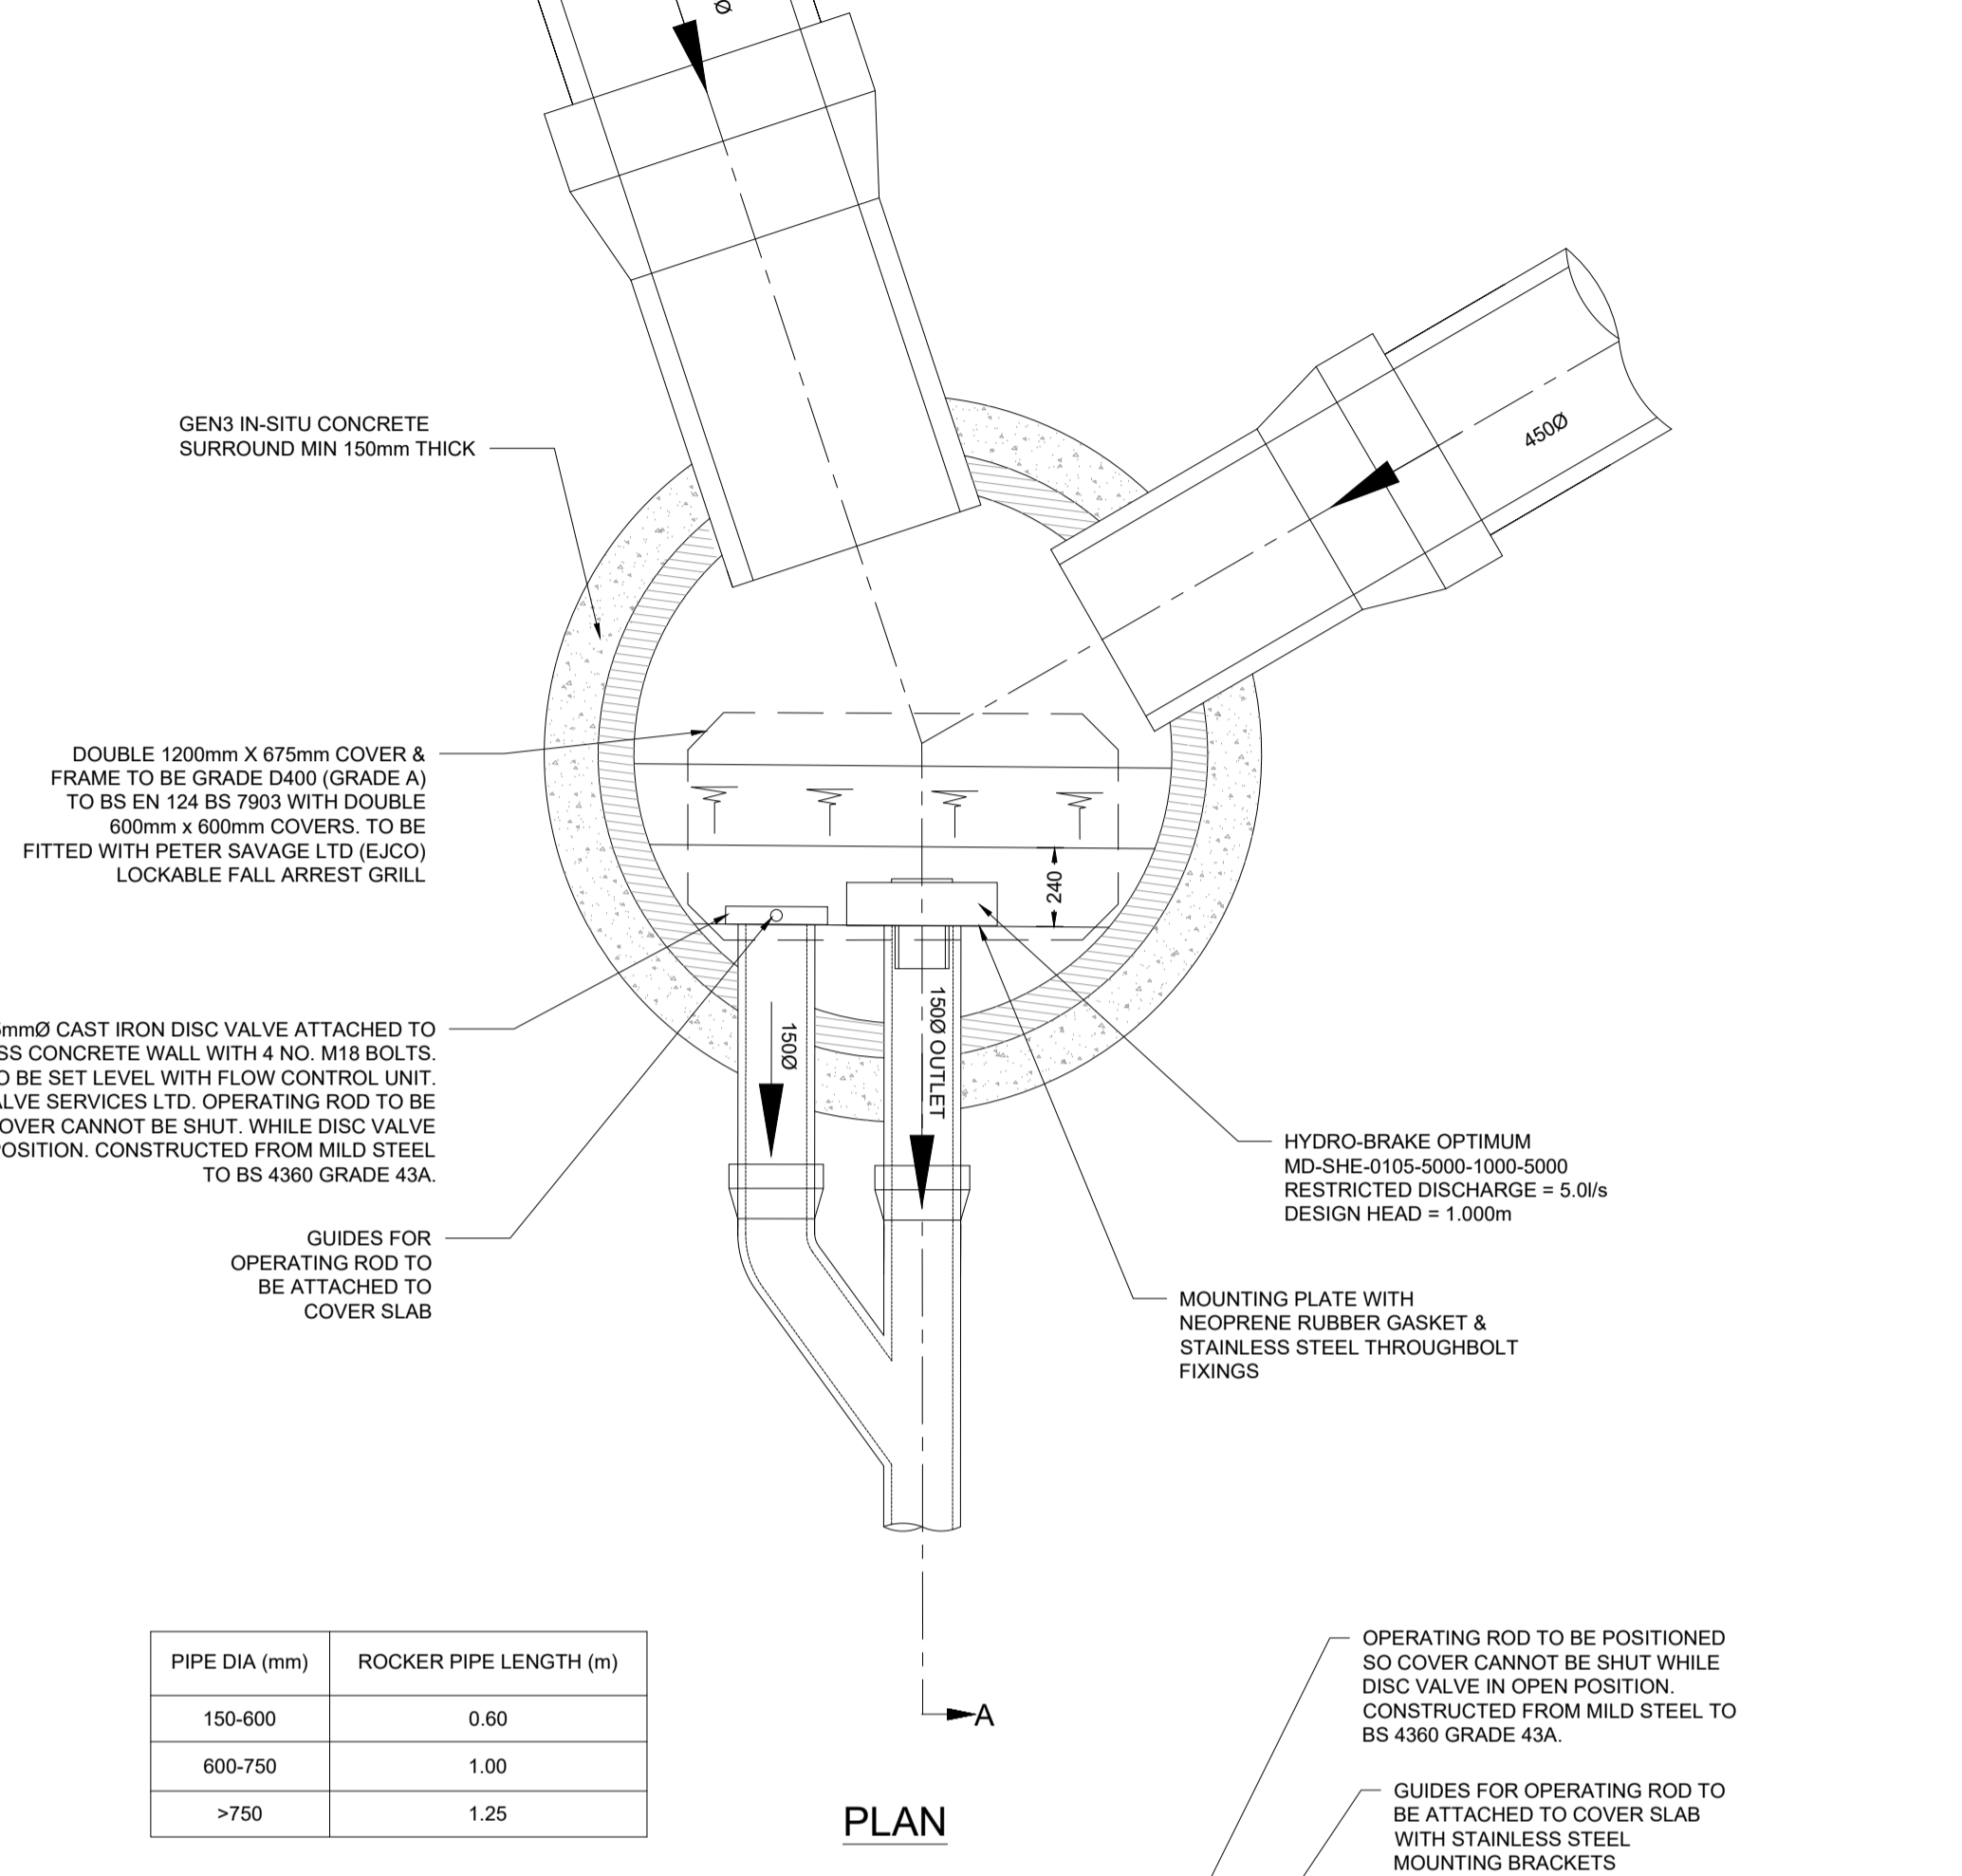 Ø
450Ø
GEN3 IN-SITU CONCRETE
SURROUND MIN 150mm THICK
DOUBLE 1200mm X 675mm COVER &
FRAME TO BE GRADE D400 (GRADE A)
TO BS EN 124 BS 7903 WITH DOUBLE
600mm x 600mm COVERS. TO BE
FITTED WITH PETER SAVAGE LTD (EJCO)
LOCKABLE FALL ARREST GRILL
240
mmØ CAST IRON DISC VALVE ATTACHED TO
CONCRETE WALL WITH 4 NO. M18 BOLTS.
BE SET LEVEL WITH FLOW CONTROL UNIT.
SERVICES LTD. OPERATING ROD TO BE
CANNOT BE SHUT. WHILE DISC VALVE
CONSTRUCTED FROM MILD STEEL
TO BS 4360 GRADE 43A.
150Ø
150Ø OUTLET
GUIDES FOR
OPERATING ROD TO
BE ATTACHED TO
COVER SLAB
HYDRO-BRAKE OPTIMUM
MD-SHE-0105-5000-1000-5000
RESTRICTED DISCHARGE = 5.0l/s
DESIGN HEAD = 1.000m
MOUNTING PLATE WITH
NEOPRENE RUBBER GASKET &
STAINLESS STEEL THROUGHBOLT
FIXINGS
PIPE DIA (mm) ROCKER PIPE LENGTH (m)
150-600 0.60
600-750 1.00
>750 1.25
A
PLAN
OPERATING ROD TO BE POSITIONED
SO COVER CANNOT BE SHUT WHILE
DISC VALVE IN OPEN POSITION.
CONSTRUCTED FROM MILD STEEL TO
BS 4360 GRADE 43A.
GUIDES FOR OPERATING ROD TO
BE ATTACHED TO COVER SLAB
WITH STAINLESS STEEL
MOUNTING BRACKETS